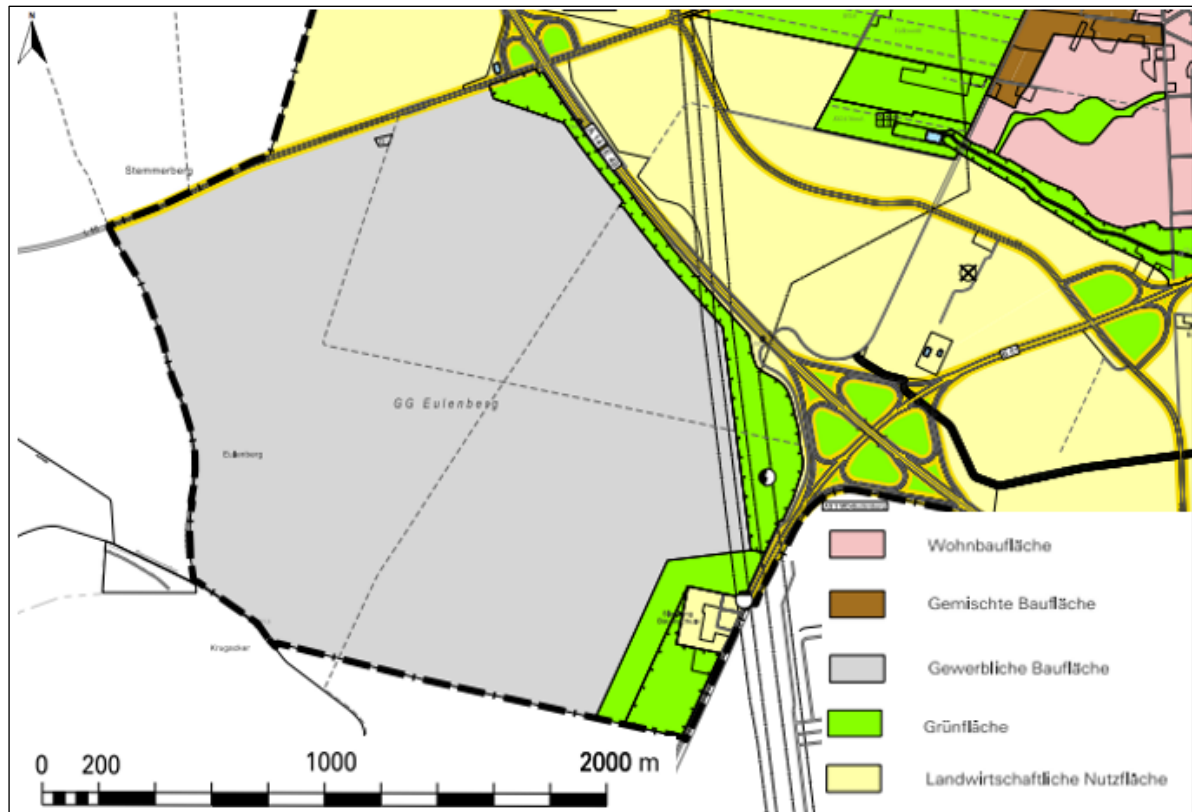 N
Stemmerberg
GG Eulenberg
Eulenberg
Krugacker
Wohnbaufläche
Gemischte Baufläche
Gewerbliche Baufläche
Grünfläche
Landwirtschaftliche Nutzfläche
0 200 1000 2000 m